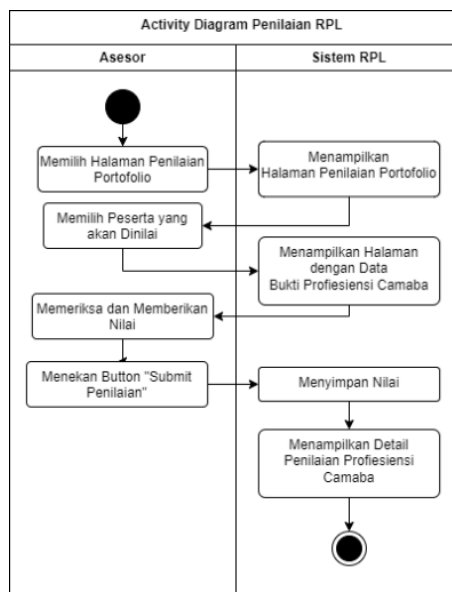 Activity Diagram Penilaian RPL
Asesor
Sistem RPL
Memilih Halaman Penilaian
Portofolio
Menampilkan
Halaman Penilaian Portofolio
Memilih Peserta yang
akan Dinilai
Menampilkan Halaman
dengan Data
Bukti Profiesiensi Camaba
Memeriksa dan Memberikan
Nilai
Menekan Button "Submit
Penilaian"
Menyimpan Nilai
Menampilkan Detail
Penilaian Profiesiensi
Camaba